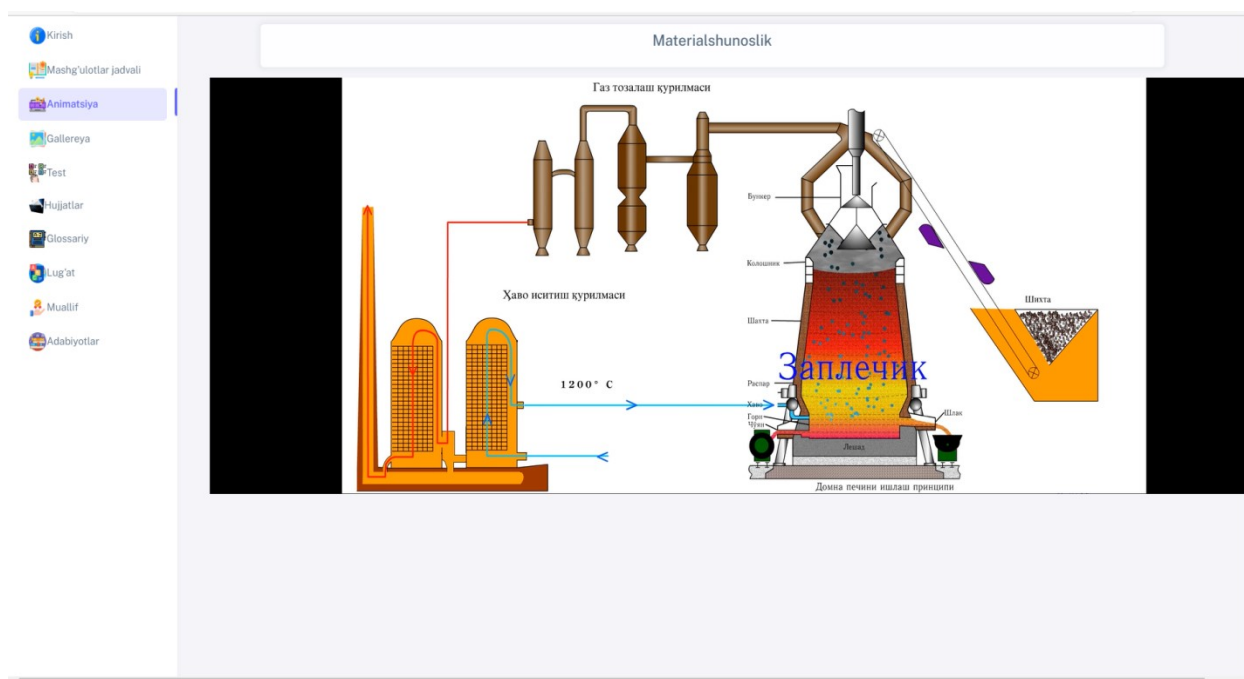 Kirish
Mashg'ulotlar jadvali
Animatsiya
Gallereya
Test
Hujjatlar
Glossariy
Lug'at
Muallif
Adabiyotlar
Materialshunoslik
Газ тозалаш қурилмаси
Бункер
Колошник
Ҳаво иситиш қурилмаси
Шихта
Шахта
Заплечик
1200° C
Распар
Хаво
Горн
Чўян
Шлак
Лещад
Домна печини ишлаш принципи